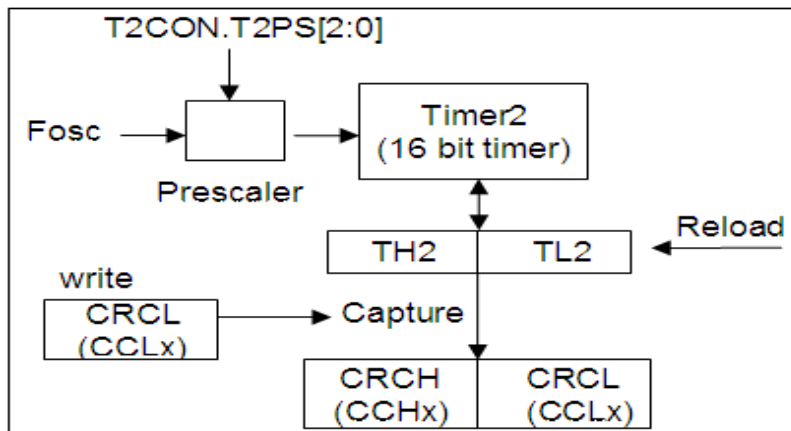 T2CON.T2PS[2:0]
Fosc
Timer2
(16 bit timer)
Prescaler
Reload
TH2
TL2
write
CRCL
(CCLx)
Capture
CRCH
(CCHx)
CRCL
(CCLx)